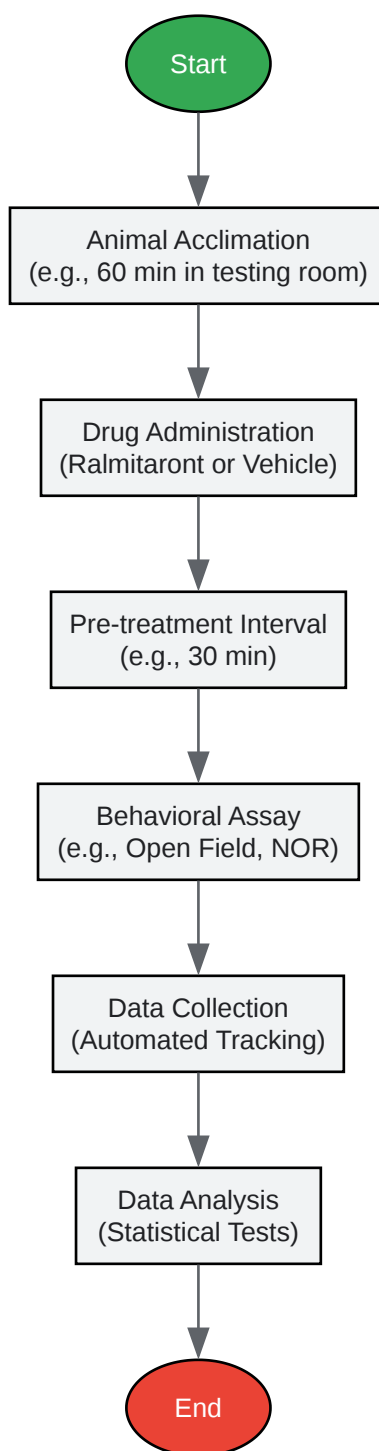 Start
Animal Acclimation
(e.g., 60 min in testing room)
Drug Administration
(Ralmitaront or Vehicle)
Pre-treatment Interval
(e.g., 30 min)
Behavioral Assay
(e.g., Open Field, NOR)
Data Collection
(Automated Tracking)
Data Analysis
(Statistical Tests)
End